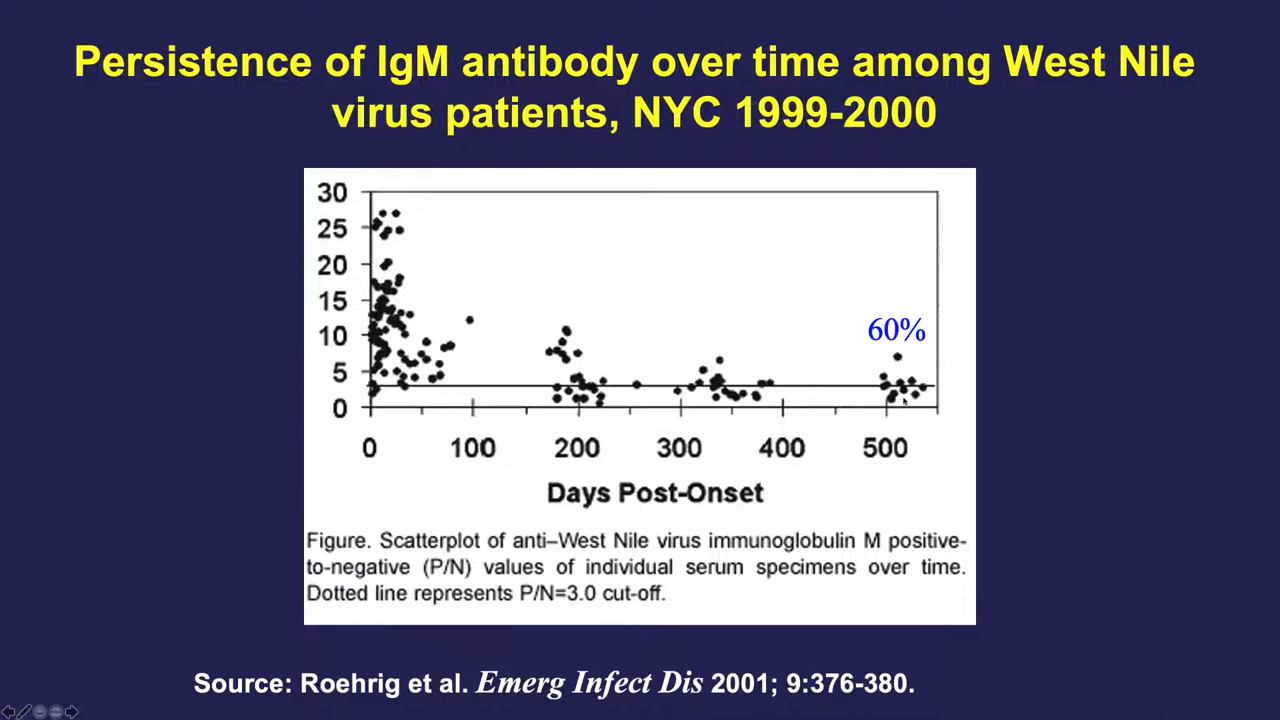 Persistence of IgM antibody over time among West Nile
virus patients, NYC 1999-2000
30
25
20
15
10
5
0
60%
0 100 200 300 400 500
Days Post-Onset
Figure. Scatterplot of anti–West Nile virus immunoglobulin M positive-
to-negative (P/N) values of individual serum specimens over time.
Dotted line represents P/N=3.0 cut-off.
Source: Roehrig et al. Emerg Infect Dis 2001; 9:376-380.